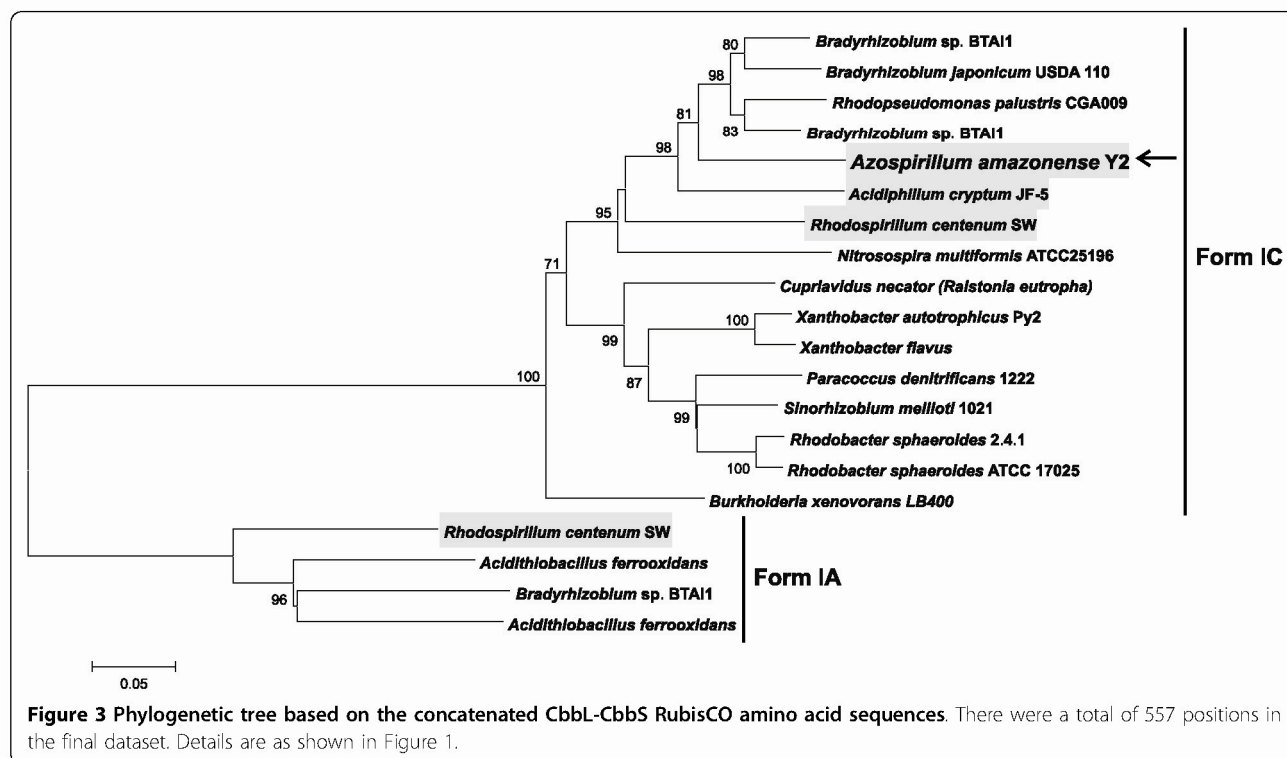 80
Bradyrhizobium sp. BTAI1
98
Bradyrhizobium japonicum USDA 110
81
Rhodopseudomonas palustris CGA009
83
Bradyrhizobium sp. BTAI1
98
Azospirillum amazonense Y2
Acidiphilium cryptum JF-5
95
Rhodospirillum centenum SW
Nitrosospira multiformis ATCC25196
Form IC
71
Cupriavidus necator (Ralstonia eutropha)
100
Xanthobacter autotrophicus Py2
99
Xanthobacter flavus
87
Paracoccus denitrificans 1222
100
99
Sinorhizobium meliloti 1021
Rhodobacter sphaeroides 2.4.1
100
Rhodobacter sphaeroides ATCC 17025
Burkholderia xenovorans LB400
Rhodospirillum centenum SW
Acidithiobacillus ferrooxidans
Form IA
96
Bradyrhizobium sp. BTAI1
Acidithiobacillus ferrooxidans
0.05
Figure 3 Phylogenetic tree based on the concatenated CbbL-CbbS RubisCO amino acid sequences. There were a total of 557 positions in
the final dataset. Details are as shown in Figure 1.